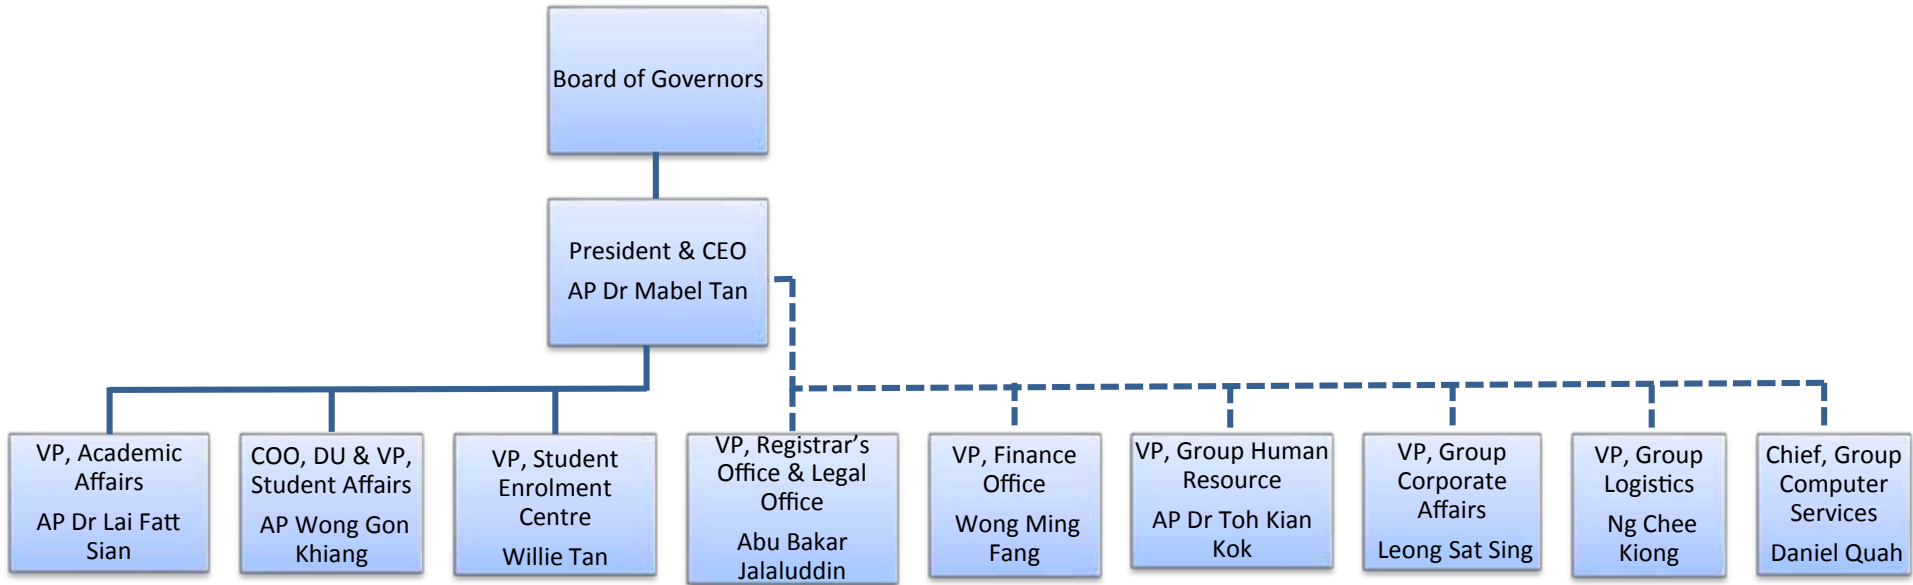 Board of Governors
President & CEO
AP Dr Mabel Tan
VP, Academic
Affairs
AP Dr Lai Fatt
Sian
COO, DU & VP,
Student Affairs
AP Wong Gon
Khiang
VP, Student
Enrolment
Centre
Willie Tan
VP, Registrar’s
Office & Legal
Office
Abu Bakar
Jalaluddin
VP, Finance
Office
Wong Ming
Fang
VP, Group Human
Resource
AP Dr Toh Kian
Kok
VP, Group
Corporate
Affairs
Leong Sat Sing
VP, Group
Logistics
Ng Chee
Kiong
Chief, Group
Computer
Services
Daniel Quah